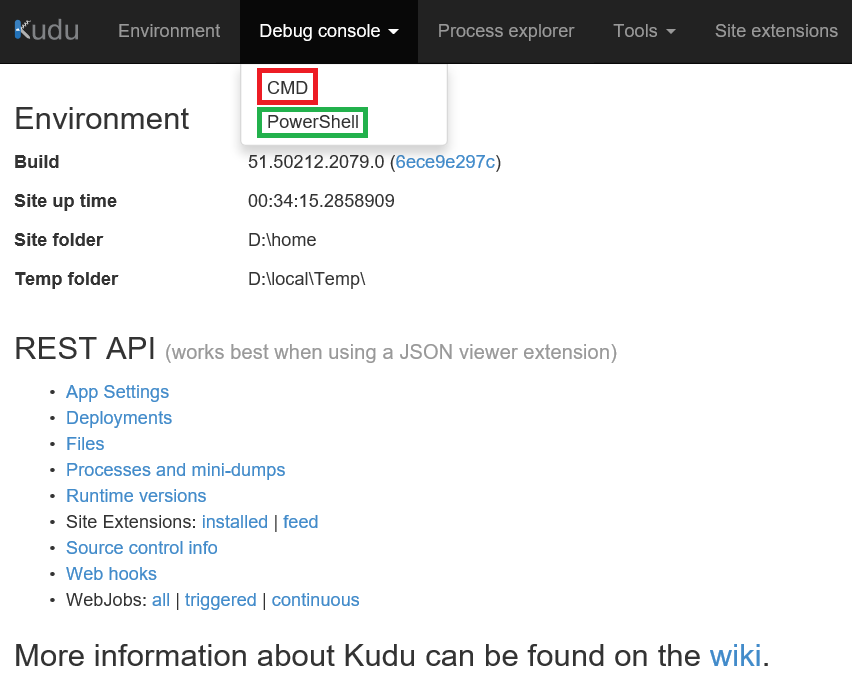 Kudu Environment Debug console Process explorer Tools Site extensions
CMD
PowerShell
Environment
Build 51.50212.2079.0 (6ece9e297c)
Site up time 00:34:15.2858909
Site folder D:\home
Temp folder D:\local\Temp\
REST API (works best when using a JSON viewer extension)
• App Settings
• Deployments
• Files
• Processes and mini-dumps
• Runtime versions
• Site Extensions: installed | feed
• Source control info
• Web hooks
• WebJobs: all | triggered | continuous
More information about Kudu can be found on the wiki.